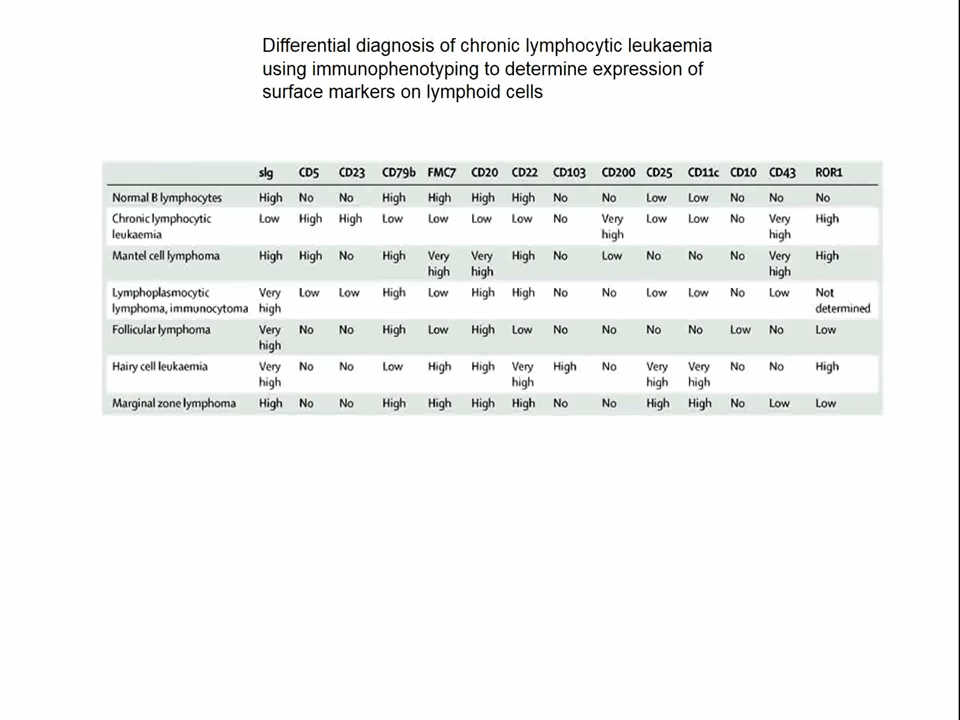 Differential diagnosis of chronic lymphocytic leukaemia
using immunophenotyping to determine expression of
surface markers on lymphoid cells
sIg CD5 CD23 CD79b FMC7 CD20 CD22 CD103 CD200 CD25 CD11c CD10 CD43 ROR1
Normal B lymphocytes High No No High High High High No No Low Low No No No
Chronic lymphocytic Low High High Low Low Low Low No Very Low Low No Very High
leukaemia high high
Mantel cell lymphoma High High No High Very Very High No Low No No No Very High
high high high
Lymphoplasmocytic Very Low Low High Low High High No No Low Low No Low Not
lymphoma, immunocytoma high determined
Follicular lymphoma Very No No High Low High Low No No No No Low No Low
high
Hairy cell leukaemia Very No No Low High High Very High No Very Very No No High
high high high high
Marginal zone lymphoma High No No High High High High No No High High No Low Low